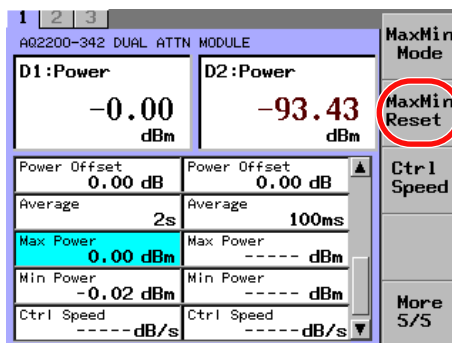 1 2 3
AQ2200-342 DUAL ATTN MODULE
D1:Power
-0.00
dBm
D2:Power
-93.43
dBm
Power Offset
0.00 dB
Power Offset
0.00 dB
Average
2s
Average
100ms
Max Power
0.00 dBm
Max Power
----- dBm
Min Power
-0.02 dBm
Min Power
----- dBm
Ctrl Speed
-----dB/s
Ctrl Speed
-----dB/s
MaxMin
Mode
MaxMin
Reset
Ctrl
Speed
More
5/5